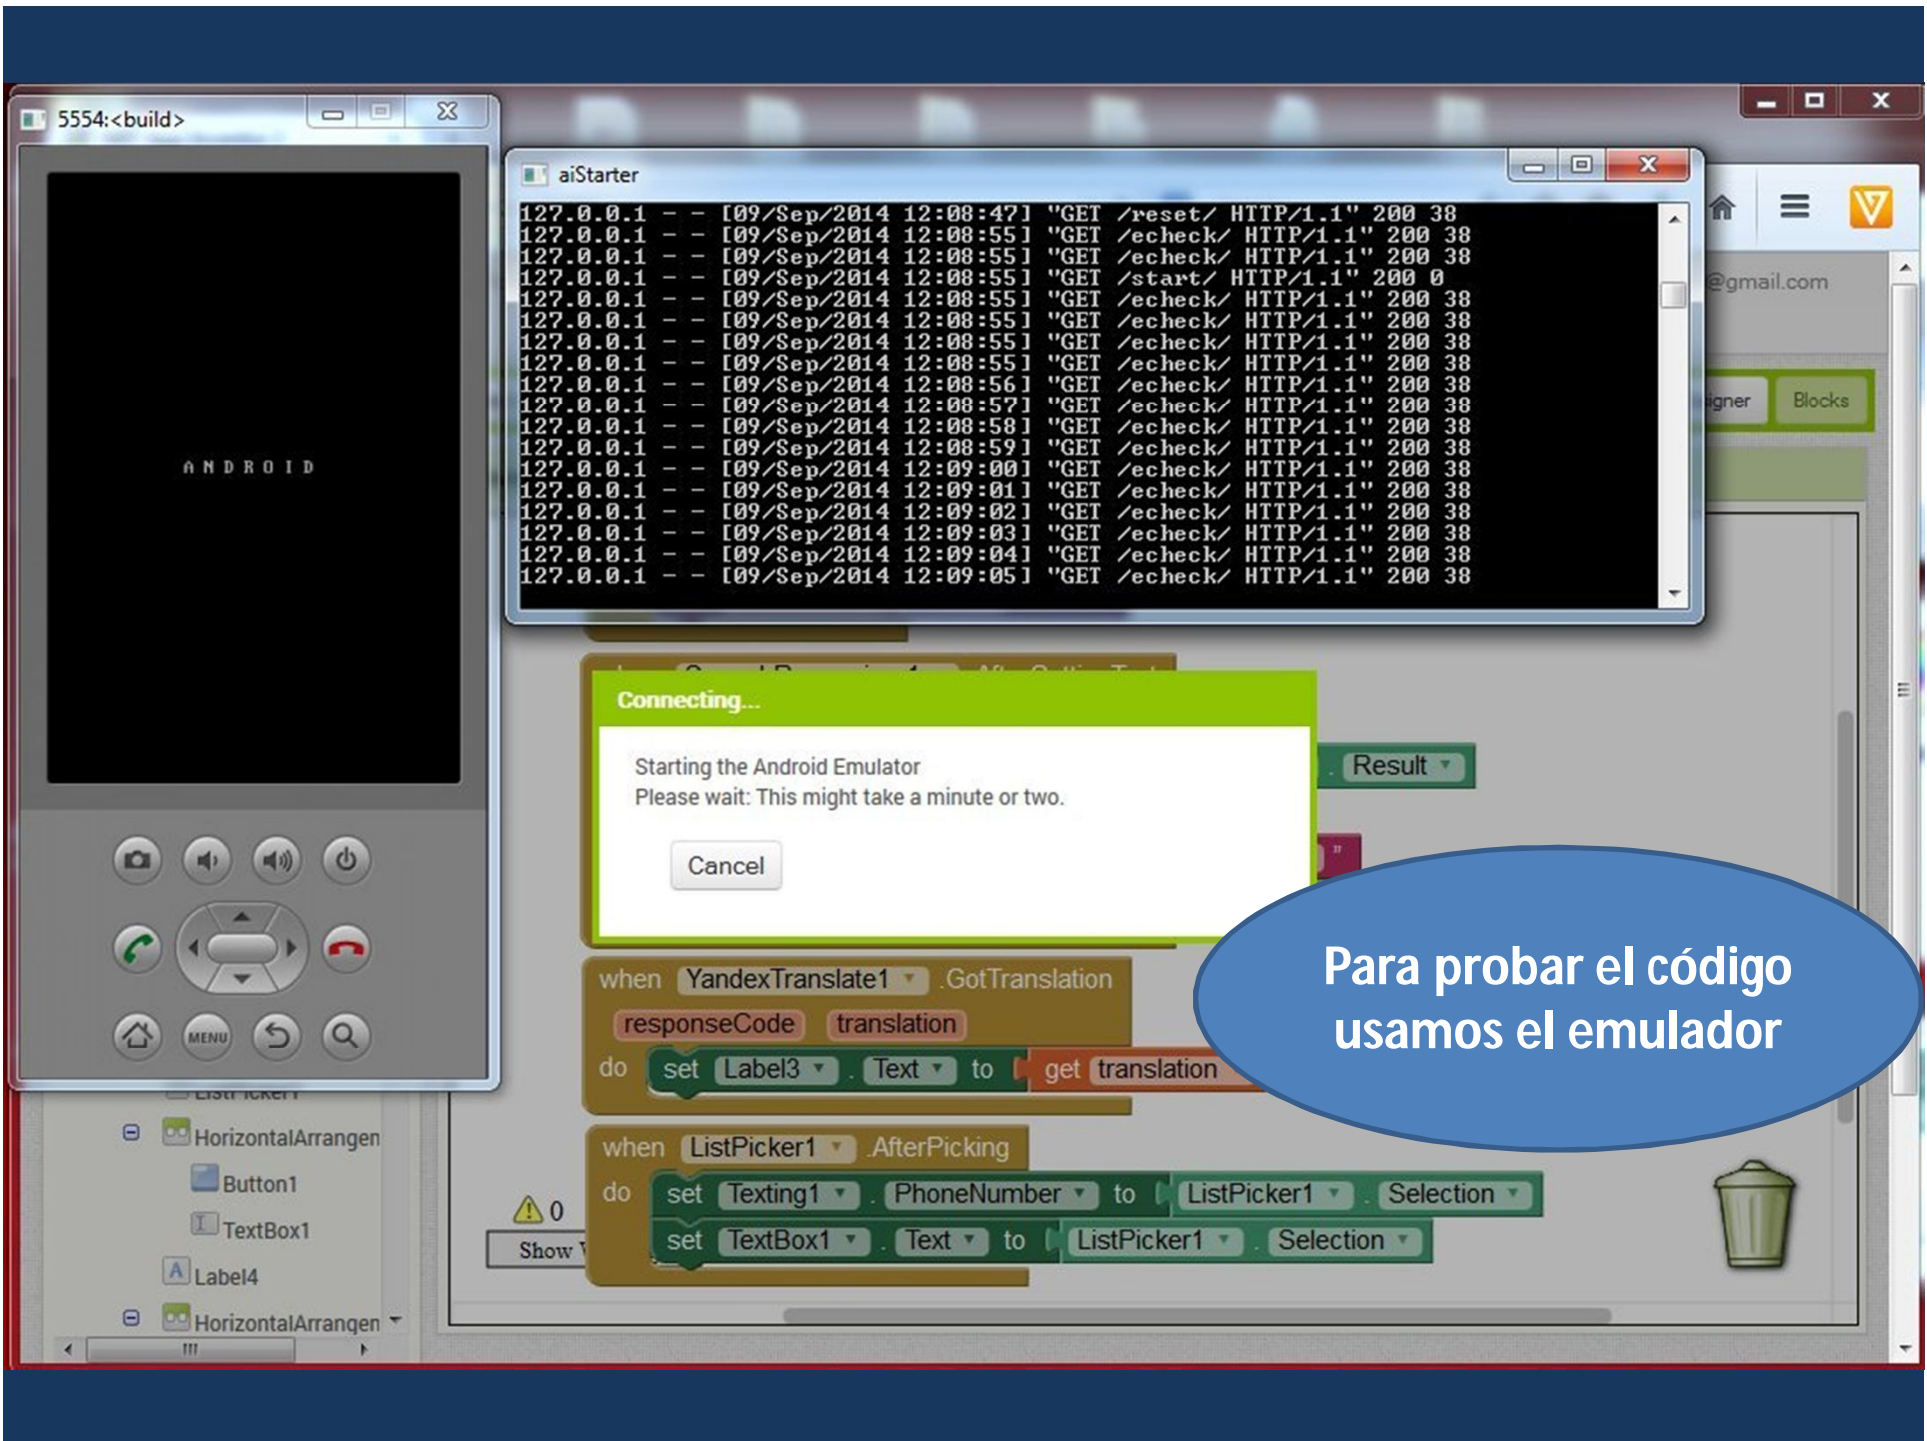 5554:<build>
ANDROID
MENU
aiStarter
127.0.0.1 - - [09/Sep/2014 12:08:47] "GET /reset/ HTTP/1.1" 200 38
127.0.0.1 - - [09/Sep/2014 12:08:55] "GET /echeck/ HTTP/1.1" 200 38
127.0.0.1 - - [09/Sep/2014 12:08:55] "GET /echeck/ HTTP/1.1" 200 38
127.0.0.1 - - [09/Sep/2014 12:08:55] "GET /start/ HTTP/1.1" 200 0
127.0.0.1 - - [09/Sep/2014 12:08:55] "GET /echeck/ HTTP/1.1" 200 38
127.0.0.1 - - [09/Sep/2014 12:08:55] "GET /echeck/ HTTP/1.1" 200 38
127.0.0.1 - - [09/Sep/2014 12:08:55] "GET /echeck/ HTTP/1.1" 200 38
127.0.0.1 - - [09/Sep/2014 12:08:55] "GET /echeck/ HTTP/1.1" 200 38
127.0.0.1 - - [09/Sep/2014 12:08:56] "GET /echeck/ HTTP/1.1" 200 38
127.0.0.1 - - [09/Sep/2014 12:08:57] "GET /echeck/ HTTP/1.1" 200 38
127.0.0.1 - - [09/Sep/2014 12:08:58] "GET /echeck/ HTTP/1.1" 200 38
127.0.0.1 - - [09/Sep/2014 12:08:59] "GET /echeck/ HTTP/1.1" 200 38
127.0.0.1 - - [09/Sep/2014 12:09:00] "GET /echeck/ HTTP/1.1" 200 38
127.0.0.1 - - [09/Sep/2014 12:09:01] "GET /echeck/ HTTP/1.1" 200 38
127.0.0.1 - - [09/Sep/2014 12:09:02] "GET /echeck/ HTTP/1.1" 200 38
127.0.0.1 - - [09/Sep/2014 12:09:03] "GET /echeck/ HTTP/1.1" 200 38
127.0.0.1 - - [09/Sep/2014 12:09:04] "GET /echeck/ HTTP/1.1" 200 38
127.0.0.1 - - [09/Sep/2014 12:09:05] "GET /echeck/ HTTP/1.1" 200 38
@gmail.com
igner Blocks
Connecting...
Starting the Android Emulator
Please wait: This might take a minute or two.
Cancel
. Result
"
Para probar el código
usamos el emulador
when YandexTranslate1 .GotTranslation
responseCode translation
do set Label3 . Text to get translation
when ListPicker1 .AfterPicking
do set Texting1 . PhoneNumber to ListPicker1 . Selection
set TextBox1 . Text to ListPicker1 . Selection
0
Show
ListPicker1
HorizontalArrangen
Button1
TextBox1
Label4
HorizontalArrangen